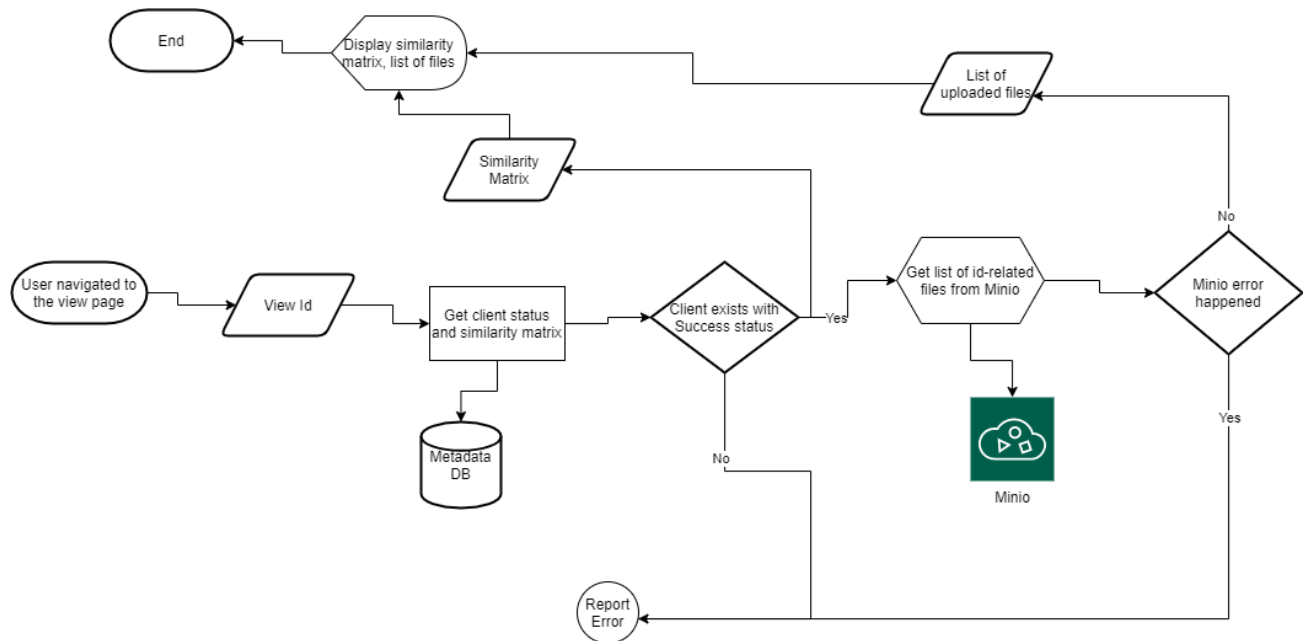 End
Display similarity
matrix, list of files
List of
uploaded files
Similarity
Matrix
No
User navigated to
the view page
View Id
Get client status
and similarity matrix
Client exists with
Success status
Yes
Get list of id-related
files from Minio
Minio error
happened
Metadata
DB
No
Minio
Yes
Report
Error